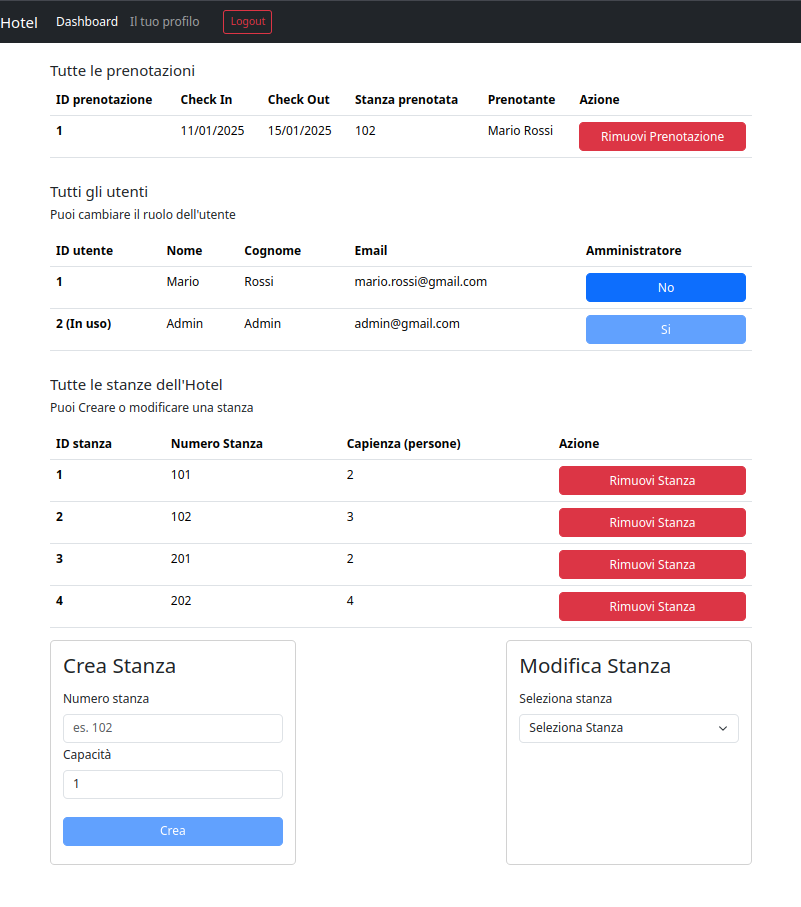 Hotel Dashboard Il tuo profilo Logout
Tutte le prenotazioni
ID prenotazione Check In Check Out Stanza prenotata Prenotante Azione
1 11/01/2025 15/01/2025 102 Mario Rossi Rimuovi Prenotazione
Tutti gli utenti
Puoi cambiare il ruolo dell'utente
ID utente Nome Cognome Email Amministratore
1 Mario Rossi mario.rossi@gmail.com No
2 (In uso) Admin Admin admin@gmail.com Si
Tutte le stanze dell'Hotel
Puoi Creare o modificare una stanza
ID stanza Numero Stanza Capienza (persone) Azione
1 101 2 Rimuovi Stanza
2 102 3 Rimuovi Stanza
3 201 2 Rimuovi Stanza
4 202 4 Rimuovi Stanza
Crea Stanza
Numero stanza
es. 102
Capacità
1
Crea
Modifica Stanza
Seleziona stanza
Seleziona Stanza